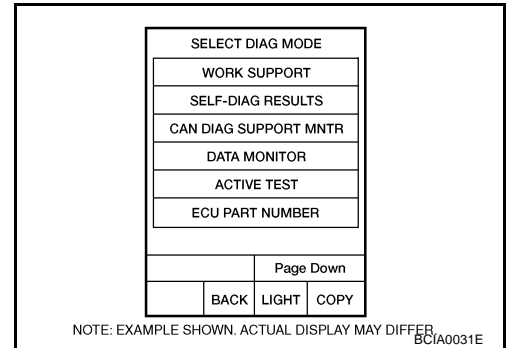 SELECT DIAG MODE
WORK SUPPORT
SELF-DIAG RESULTS
CAN DIAG SUPPORT MNTR
DATA MONITOR
ACTIVE TEST
ECU PART NUMBER
Page Down
BACK LIGHT COPY
NOTE: EXAMPLE SHOWN. ACTUAL DISPLAY MAY DIFFER.
BCIA0031E